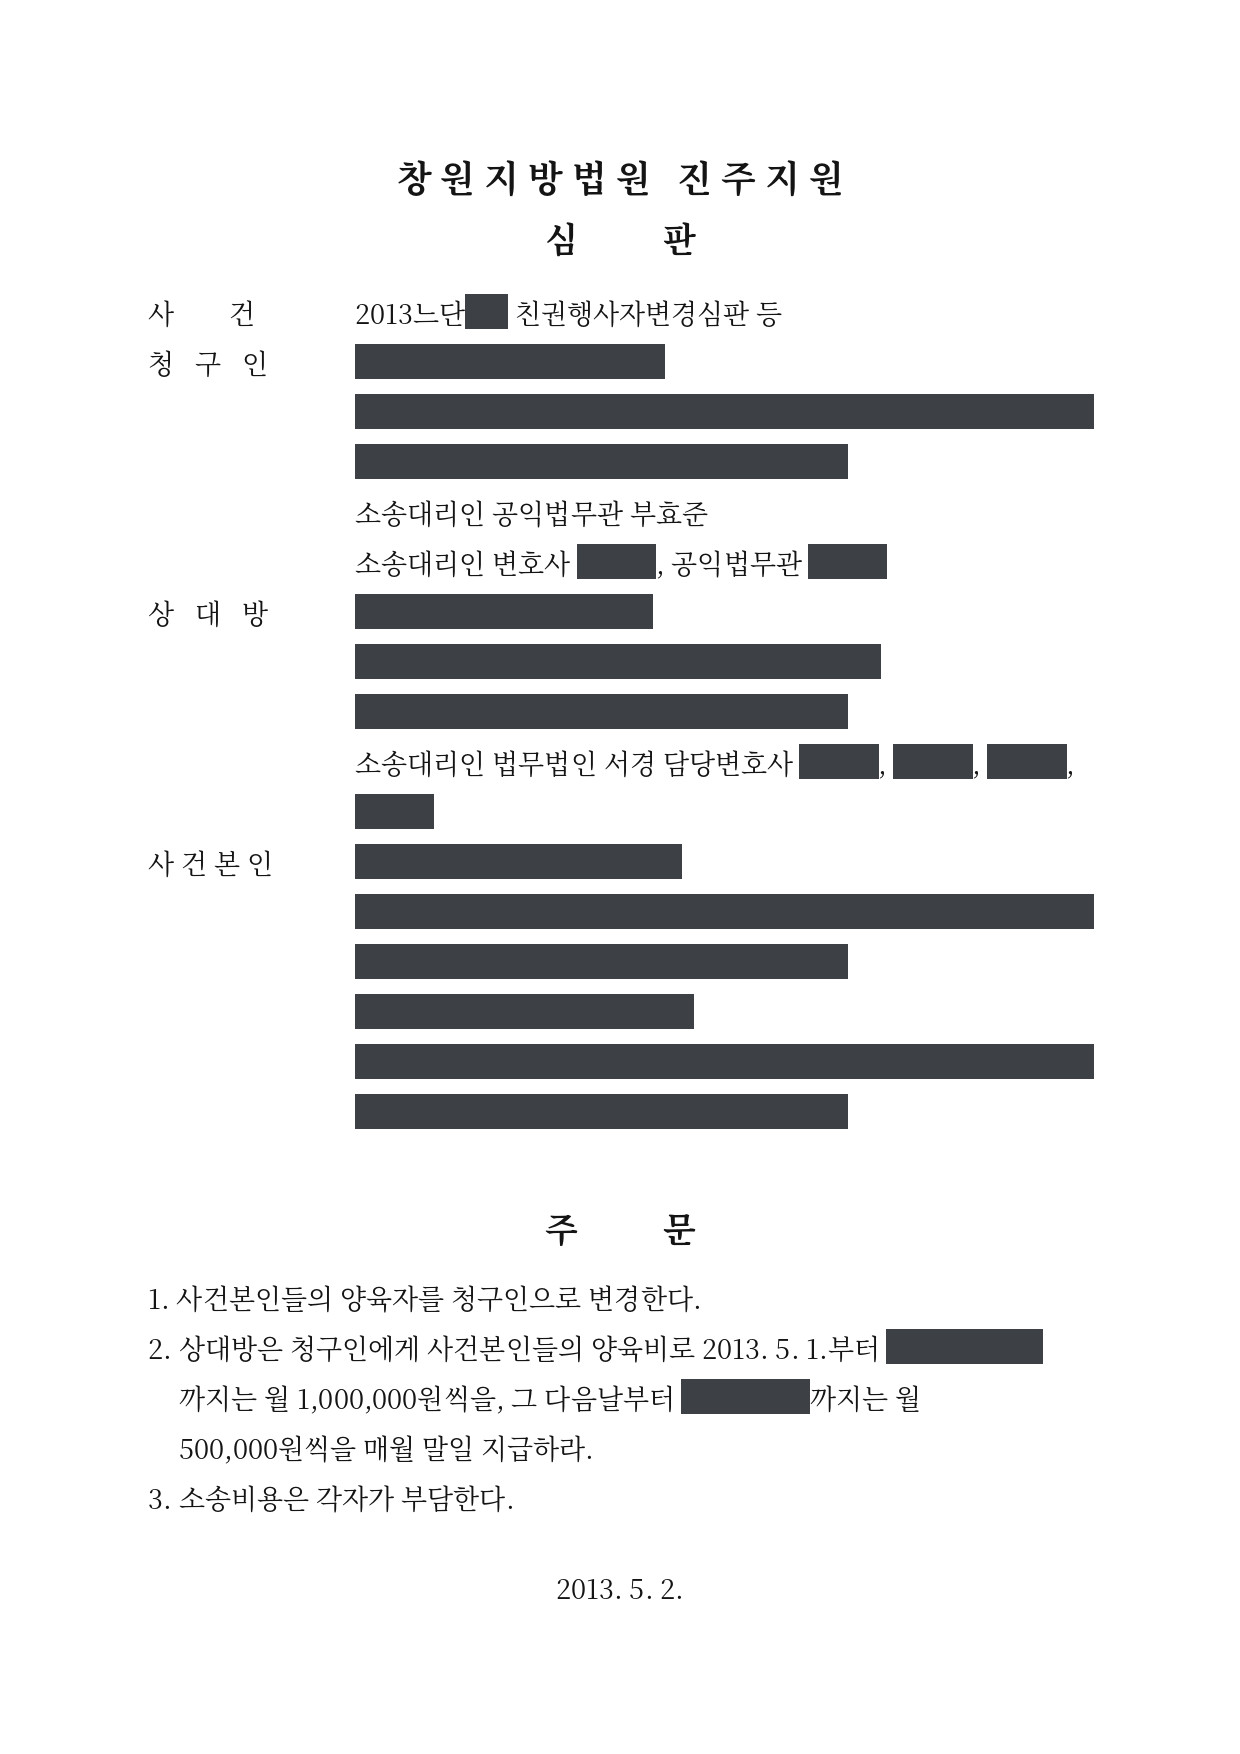 창원지방법원 진주지원
심 판
사 건 2013느단 친권행사자변경심판 등
청 구 인
소송대리인 공익법무관 부효준
소송대리인 변호사 , 공익법무관
상 대 방
소송대리인 법무법인 서경 담당변호사 , , ,
사건본인
주 문
1. 사건본인들의 양육자를 청구인으로 변경한다.
2. 상대방은 청구인에게 사건본인들의 양육비로 2013. 5. 1.부터
까지는 월 1,000,000원씩을, 그 다음날부터 까지는 월
500,000원씩을 매월 말일 지급하라.
3. 소송비용은 각자가 부담한다.
2013. 5. 2.